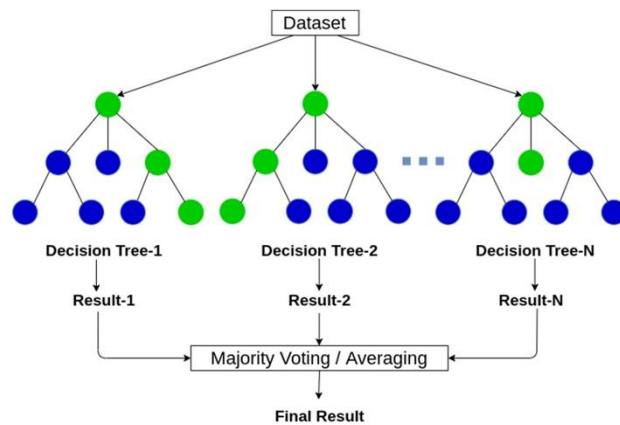 Dataset
Decision Tree-1
Decision Tree-2
Decision Tree-N
Result-1
Result-2
Result-N
Majority Voting / Averaging
Final Result